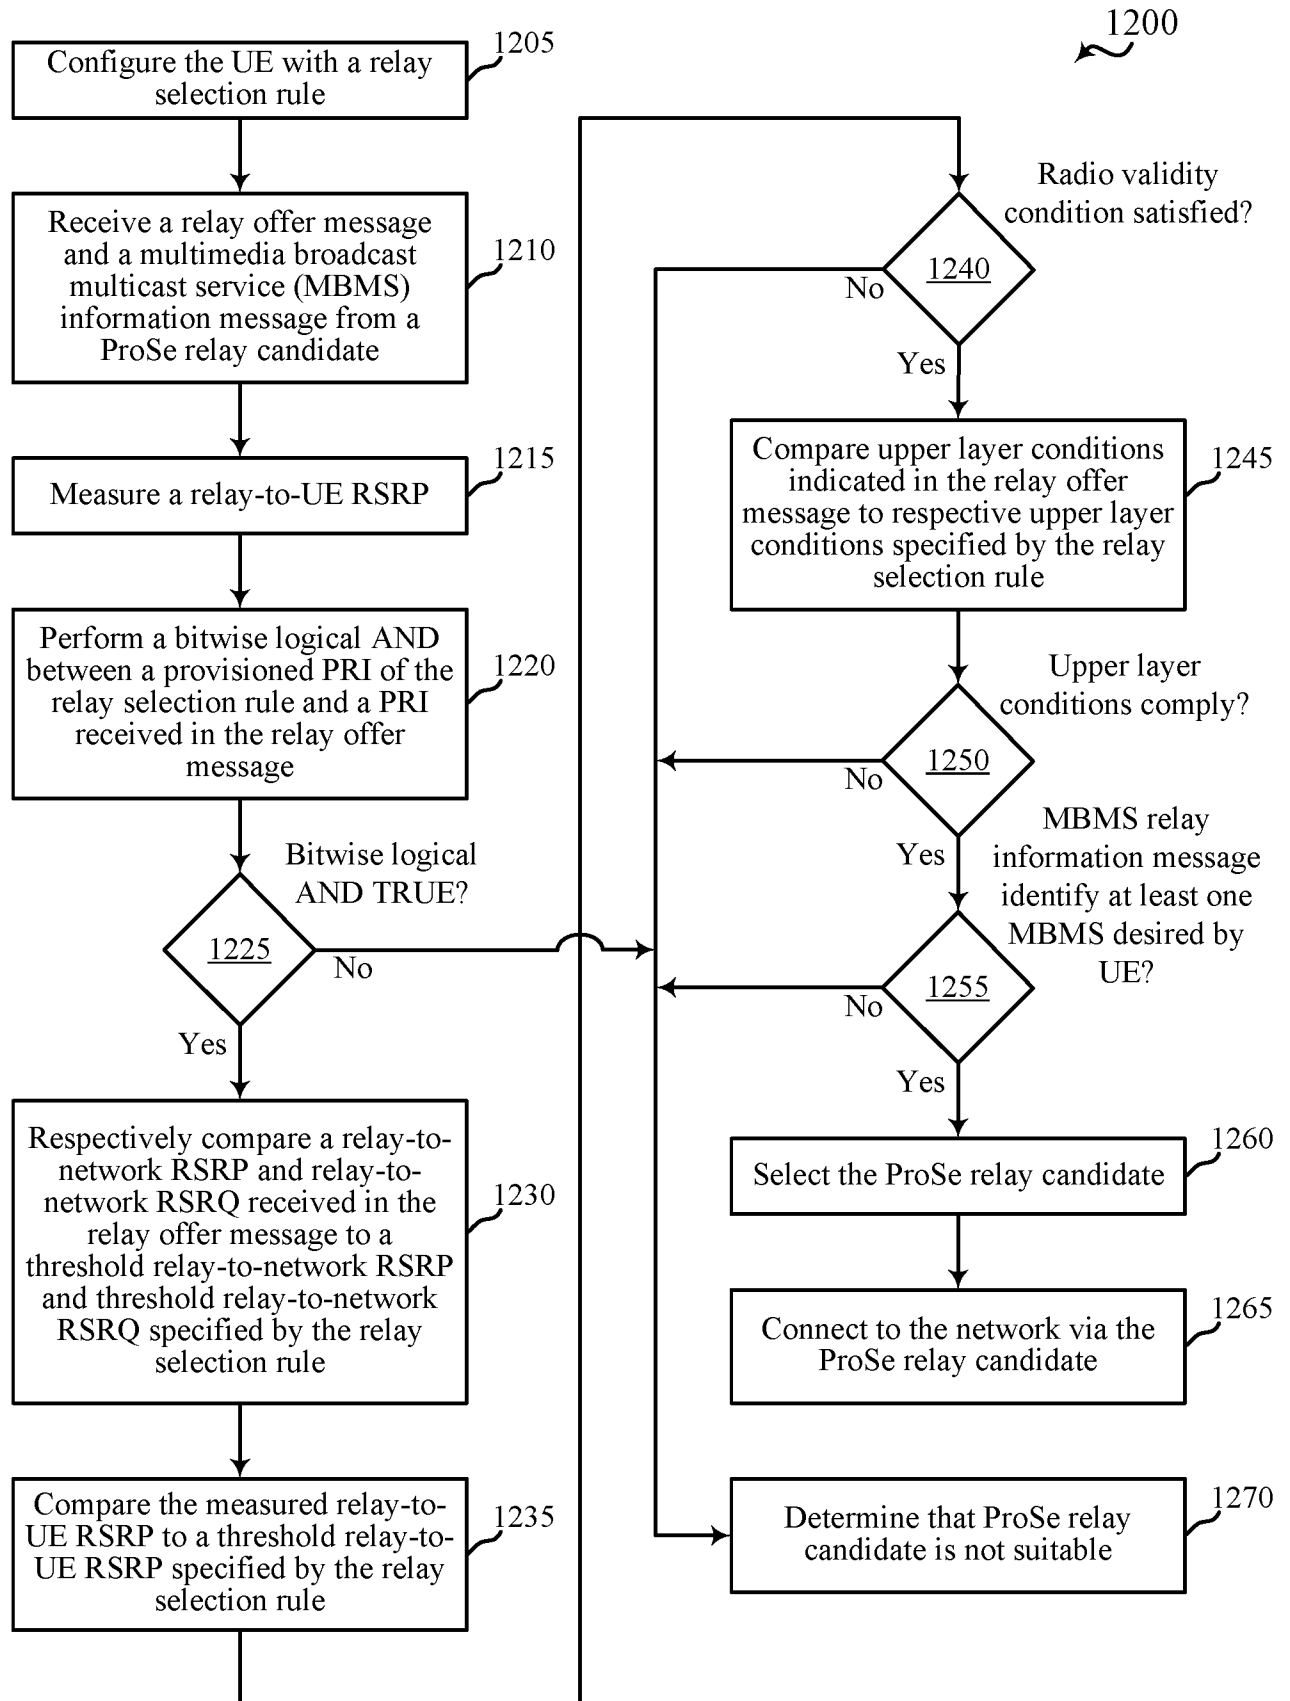 1200
Configure the UE with a relay
selection rule
1205
Receive a relay offer message
and a multimedia broadcast
multicast service (MBMS)
information message from a
ProSe relay candidate
1210
Measure a relay-to-UE RSRP
1215
Perform a bitwise logical AND
between a provisioned PRI of the
relay selection rule and a PRI
received in the relay offer
message
1220
Bitwise logical
AND TRUE?
1225
No
Yes
Respectively compare a relay-to-
network RSRP and relay-to-
network RSRQ received in the
relay offer message to a
threshold relay-to-network RSRP
and threshold relay-to-network
RSRQ specified by the relay
selection rule
1230
Compare the measured relay-to-
UE RSRP to a threshold relay-to-
UE RSRP specified by the relay
selection rule
1235
Radio validity
condition satisfied?
1240
No
Yes
Compare upper layer conditions
indicated in the relay offer
message to respective upper layer
conditions specified by the relay
selection rule
1245
Upper layer
conditions comply?
1250
No
Yes
MBMS relay
information message
identify at least one
MBMS desired by
UE?
1255
No
Yes
Select the ProSe relay candidate
1260
Connect to the network via the
ProSe relay candidate
1265
Determine that ProSe relay
candidate is not suitable
1270